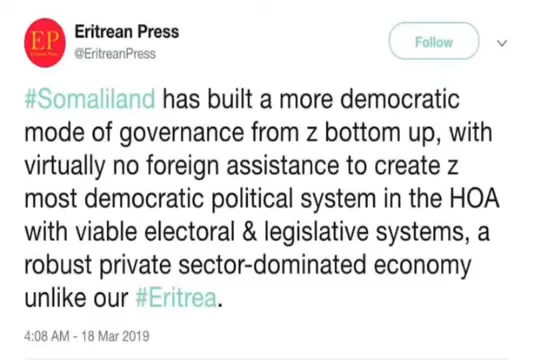 EP
Eritrean Press
@EritreanPress
Follow
#Somaliland has built a more democratic
mode of governance from z bottom up, with
virtually no foreign assistance to create z
most democratic political system in the HOA
with viable electoral & legislative systems, a
robust private sector-dominated economy
unlike our #Eritrea.
4:08 AM - 18 Mar 2019